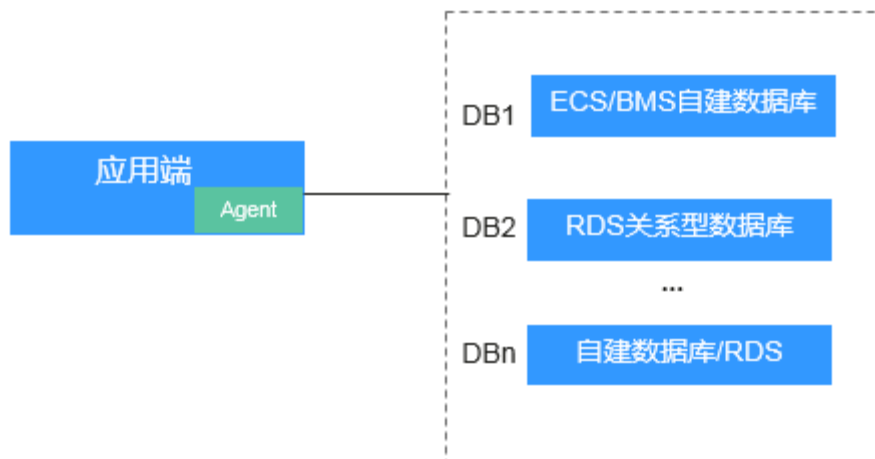 应用端
Agent
DB1
ECS/BMS自建数据库
DB2
RDS关系型数据库
...
DBn
自建数据库/RDS